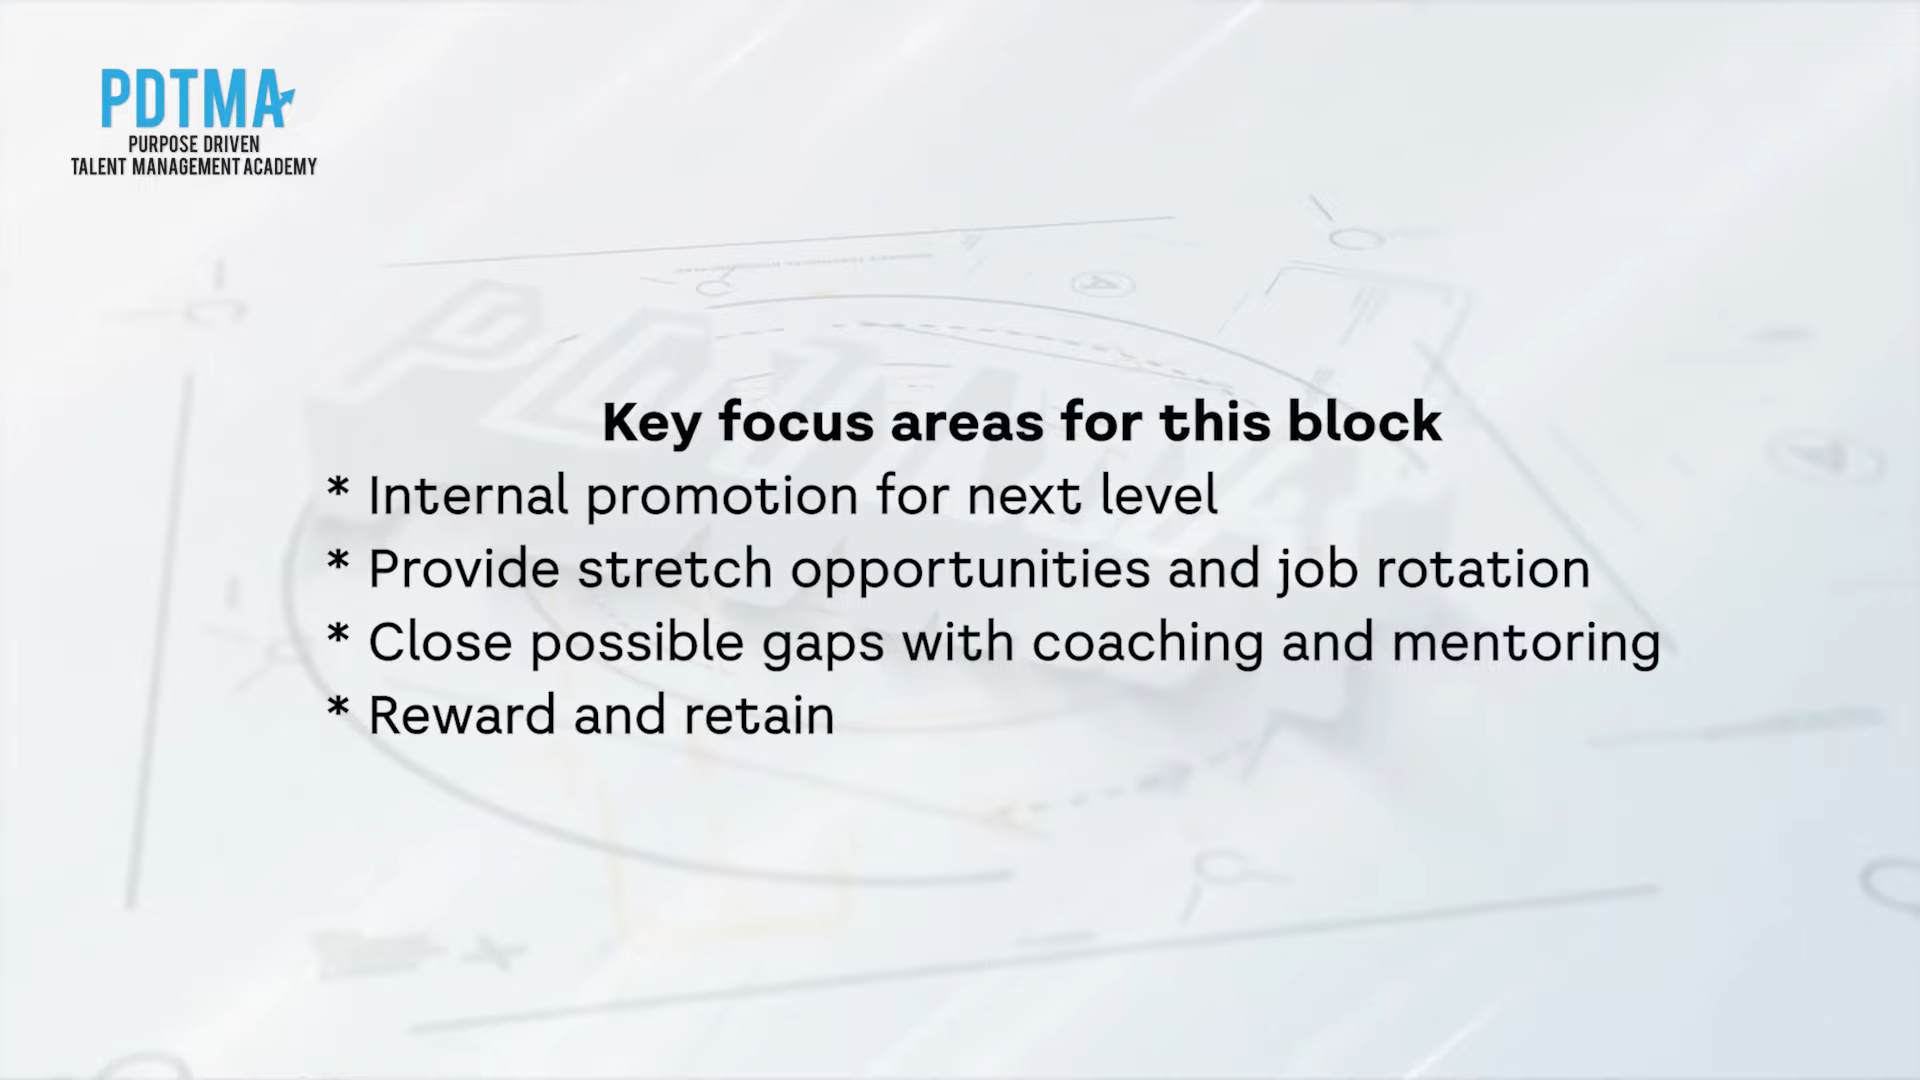 PDTMA
PURPOSE DRIVEN
TALENT MANAGEMENT ACADEMY
Key focus areas for this block
* Internal promotion for next level
* Provide stretch opportunities and job rotation
* Close possible gaps with coaching and mentoring
* Reward and retain